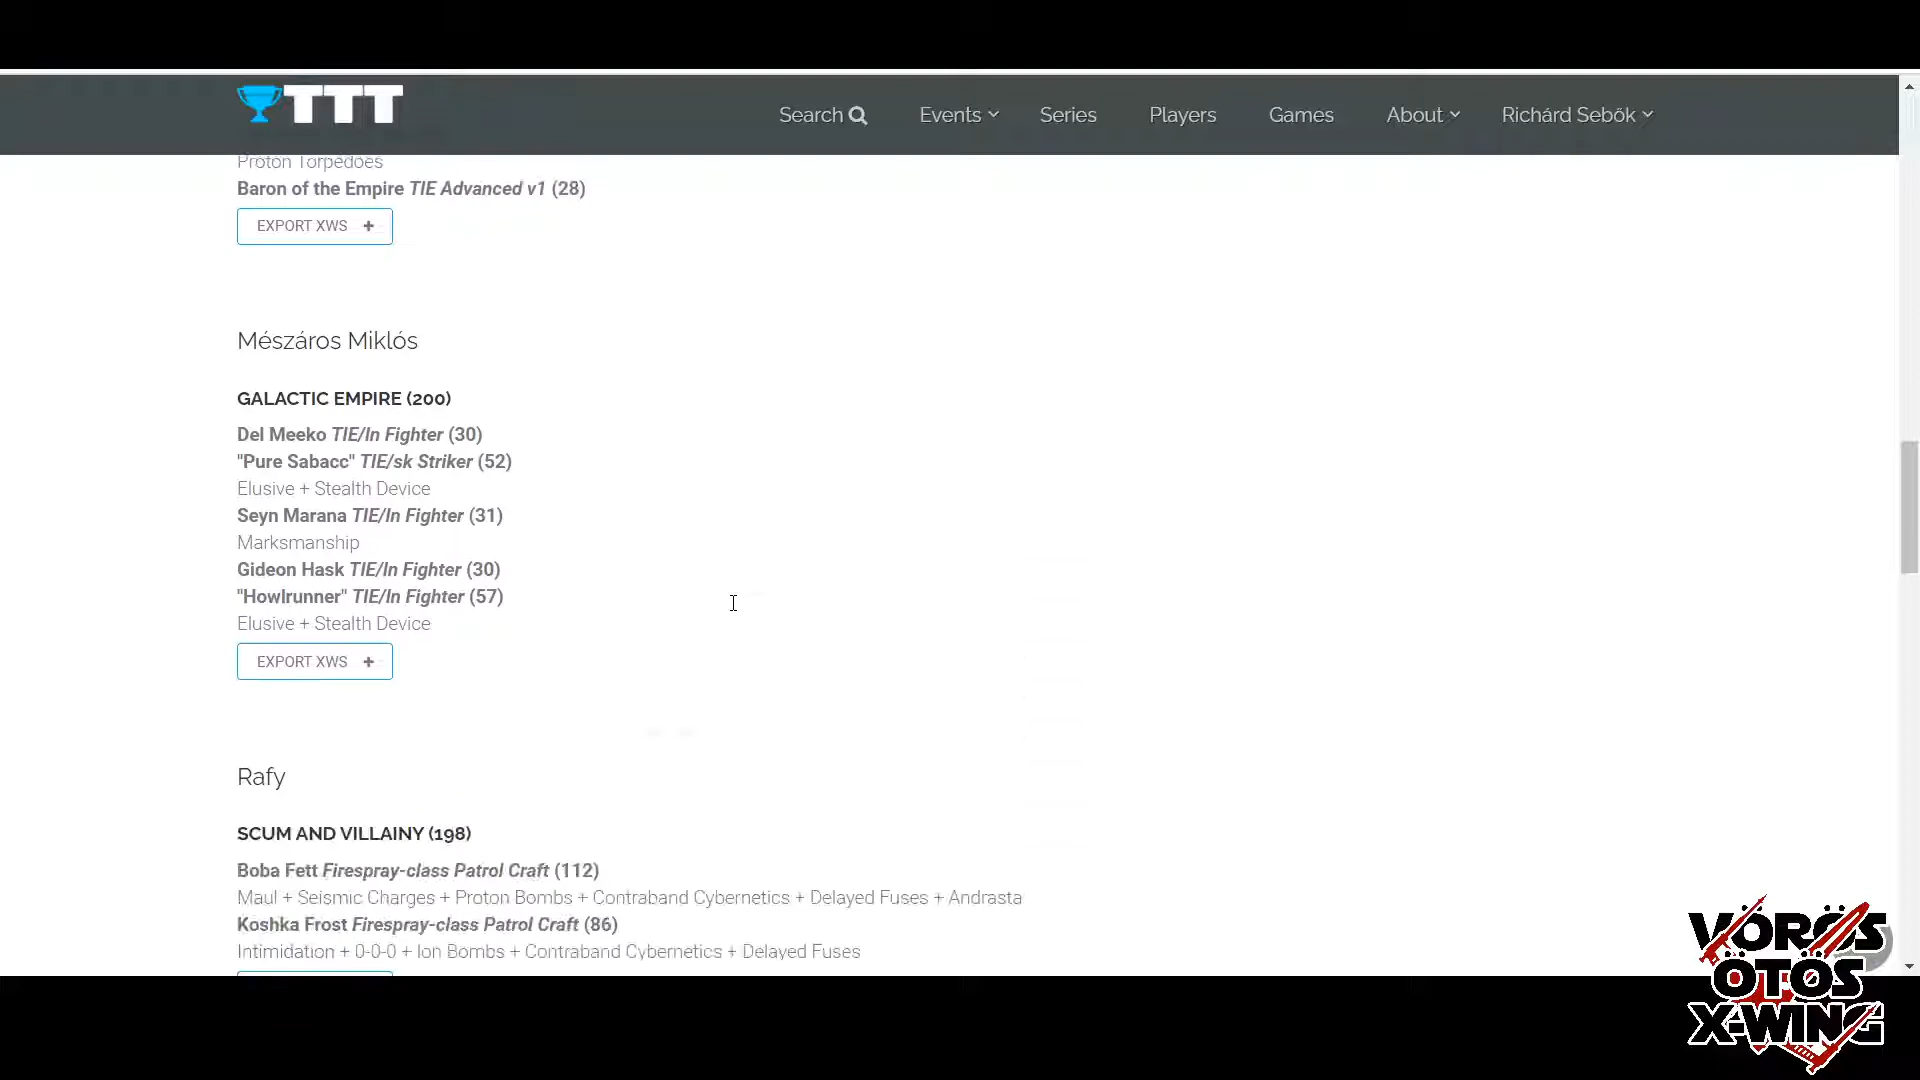 TTT
Search
Events
Series
Players
Games
About
Richárd Sebők
Proton Torpedoes
Baron of the Empire TIE Advanced v1 (28)
EXPORT XWS +
Mészáros Miklós
GALACTIC EMPIRE (200)
Del Meeko TIE/ln Fighter (30)
"Pure Sabacc" TIE/sk Striker (52)
Elusive + Stealth Device
Seyn Marana TIE/ln Fighter (31)
Marksmanship
Gideon Hask TIE/ln Fighter (30)
"Howlrunner" TIE/ln Fighter (57)
Elusive + Stealth Device
EXPORT XWS +
Rafy
SCUM AND VILLAINY (198)
Boba Fett Firespray-class Patrol Craft (112)
Maul + Seismic Charges + Proton Bombs + Contraband Cybernetics + Delayed Fuses + Andrasta
Koshka Frost Firespray-class Patrol Craft (86)
Intimidation + 0-0-0 + Ion Bombs + Contraband Cybernetics + Delayed Fuses
VÖRÖS
ÖTÖS
X-WING